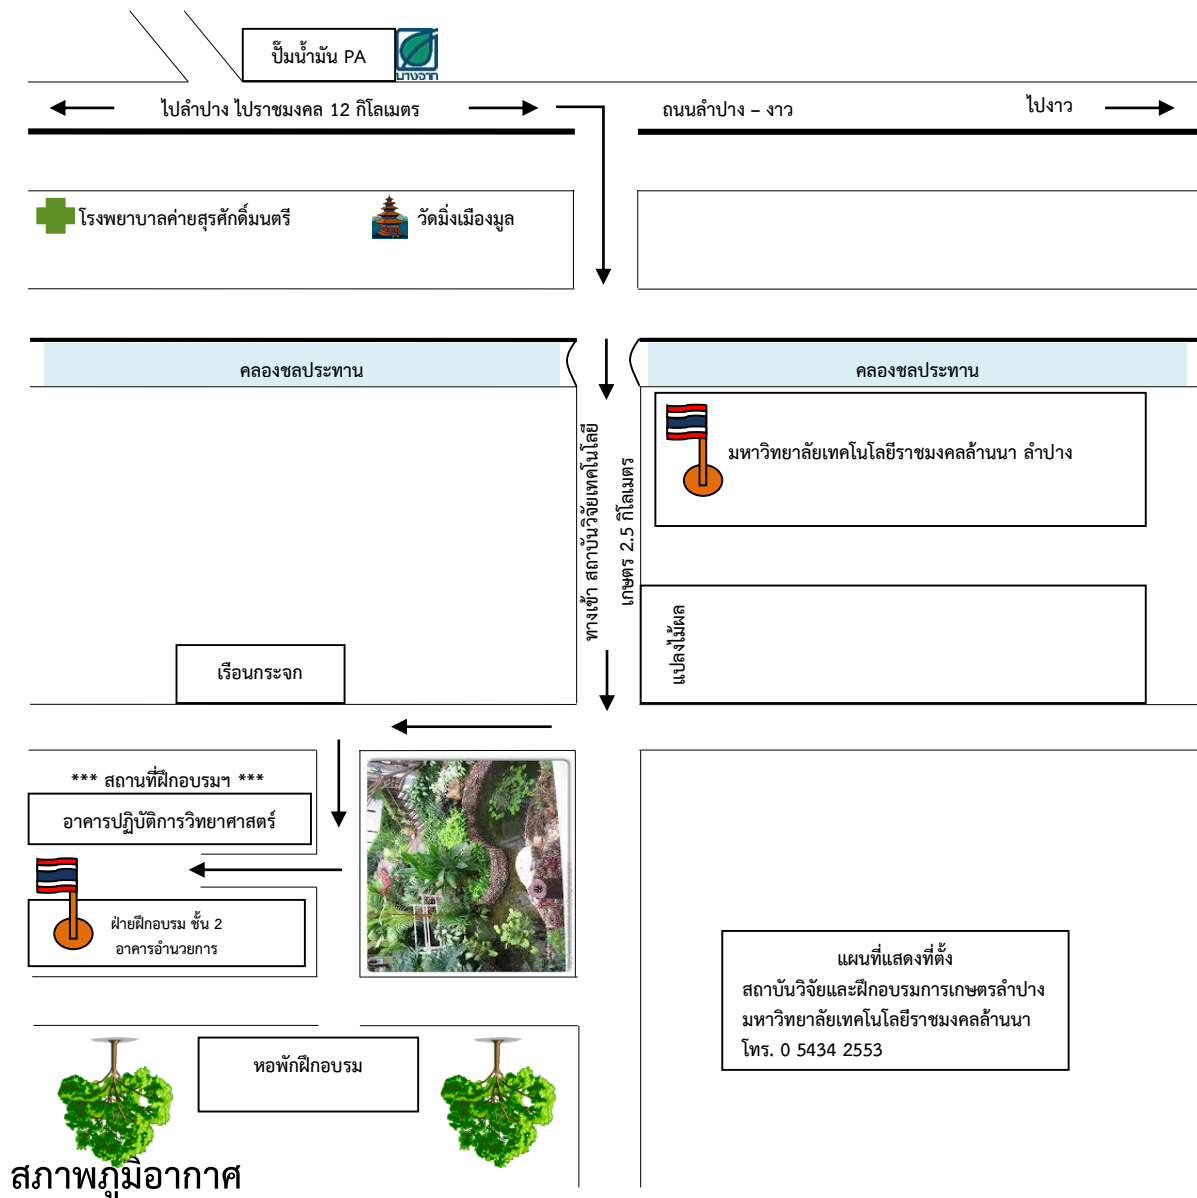 ปั๊มน้ำมัน PA
บางจาก
ไปลำปาง ไปราชมงคล 12 กิโลเมตร
ถนนลำปาง – งาว
ไปงาว
โรงพยาบาลค่ายสุรศักดิ์มนตรี
วัดมิ่งเมืองมูล
คลองชลประทาน
คลองชลประทาน
ทางเข้า สถาบันวิจัยเทคโนโลยี
เกษตร 2.5 กิโลเมตร
มหาวิทยาลัยเทคโนโลยีราชมงคลล้านนา ลำปาง
แปลงไม้ผล
เรือนกระจก
*** สถานที่ฝึกอบรมฯ ***
อาคารปฏิบัติการวิทยาศาสตร์
ฝ่ายฝึกอบรม ชั้น 2
อาคารอำนวยการ
แผนที่แสดงที่ตั้ง
สถาบันวิจัยและฝึกอบรมการเกษตรลำปาง
มหาวิทยาลัยเทคโนโลยีราชมงคลล้านนา
โทร. 0 5434 2553
หอพักฝึกอบรม
สภาพภูมิอากาศ